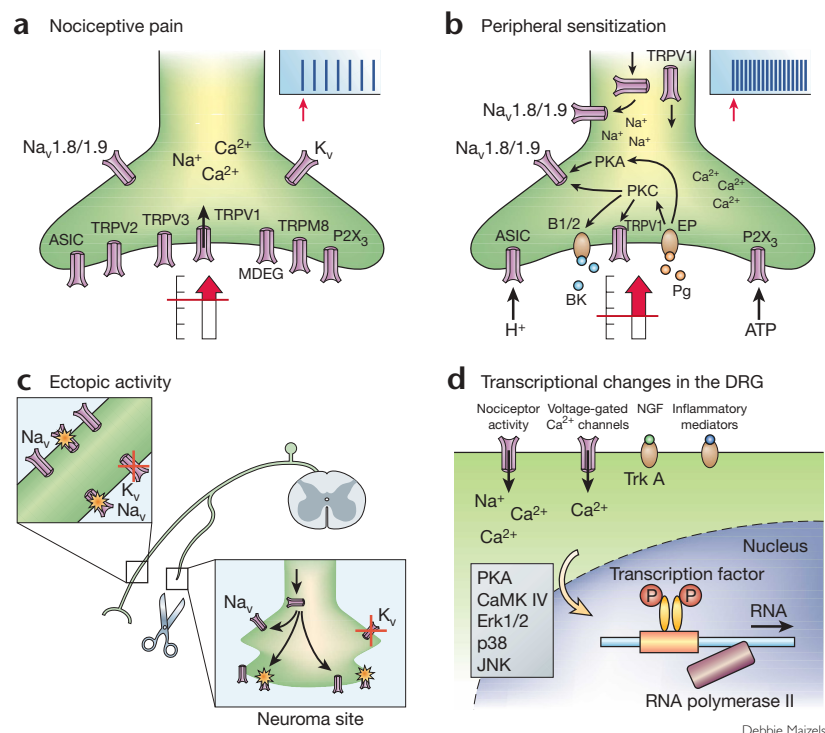 a Nociceptive pain
Nav1.8/1.9
Na+
Ca2+
Ca2+
Kv
ASIC
TRPV2
TRPV3
TRPV1
MDEG
TRPM8
P2X3
b Peripheral sensitization
TRPV1
Nav1.8/1.9
Na+
Na+
Na+
Nav1.8/1.9
PKA
PKC
Ca2+
Ca2+
Ca2+
ASIC
B1/2
TRPV1
EP
P2X3
BK
Pg
H+
ATP
c Ectopic activity
Nav
Kv
Nav
Nav
Kv
Neuroma site
d Transcriptional changes in the DRG
Nociceptor
activity
Voltage-gated
Ca2+ channels
NGF
Inflammatory
mediators
Trk A
Na+
Ca2+
Ca2+
Ca2+
Nucleus
PKA
CaMK IV
Erk1/2
p38
JNK
Transcription factor
P
P
RNA
RNA polymerase II
Debbie Maizels